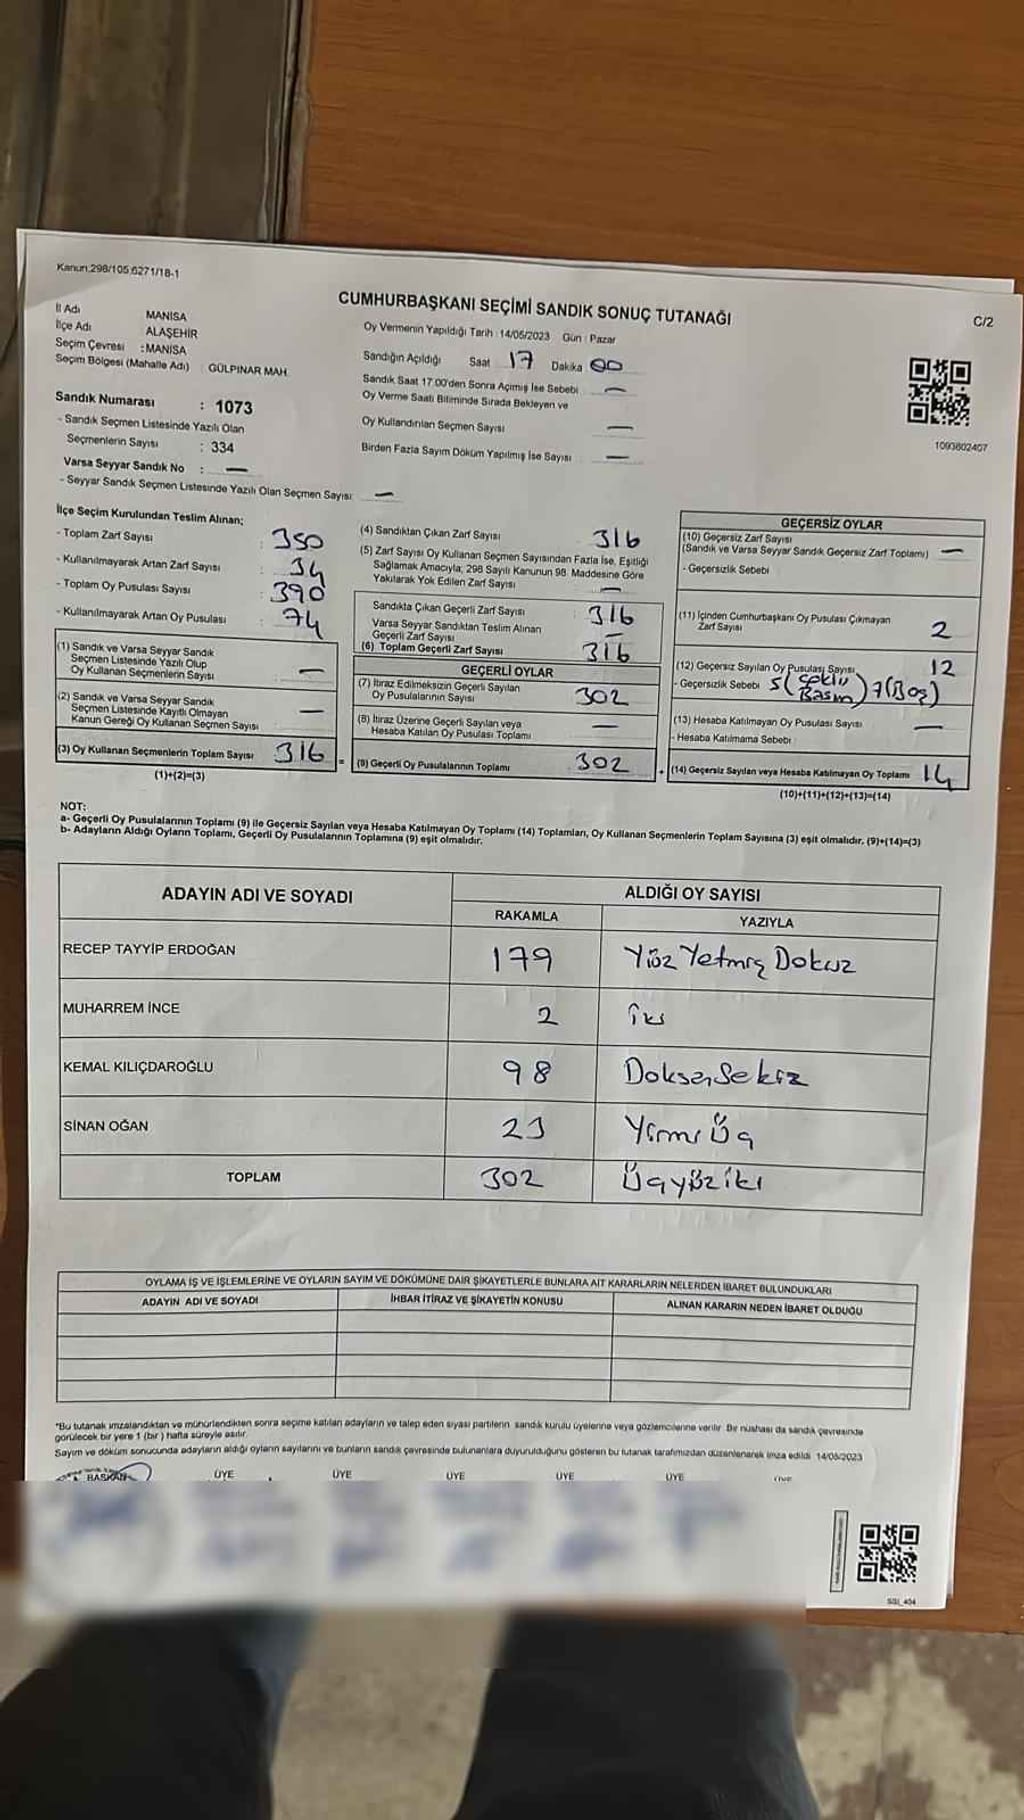 Kanun:298/105;6271/18-1
CUMHURBAŞKANI SEÇİMİ SANDIK SONUÇ TUTANAĞI
C/2
İl Adı MANİSA
İlçe Adı ALAŞEHİR
Seçim Çevresi :MANİSA
Seçim Bölgesi (Mahalle Adı) : GÜLPINAR MAH.
Oy Vermenin Yapıldığı Tarih : 14/05/2023 Gün : Pazar
Sandığın Açıldığı Saat 17 Dakika 00
Sandık Saat 17.00'den Sonra Açılmış İse Sebebi —
Oy Verme Saati Bitiminde Sırada Bekleyen ve
Oy Kullandırılan Seçmen Sayısı —
Birden Fazla Sayım Döküm Yapılmış İse Sayısı —
1093602407
Sandık Numarası : 1073
- Sandık Seçmen Listesinde Yazılı Olan
Seçmenlerin Sayısı : 334
Varsa Seyyar Sandık No : —
- Seyyar Sandık Seçmen Listesinde Yazılı Olan Seçmen Sayısı: —
İlçe Seçim Kurulundan Teslim Alınan;
- Toplam Zarf Sayısı : 350
- Kullanılmayarak Artan Zarf Sayısı : 34
- Toplam Oy Pusulası Sayısı : 390
- Kullanılmayarak Artan Oy Pusulası : 74
(1) Sandık ve Varsa Seyyar Sandık
Seçmen Listesinde Yazılı Olup
Oy Kullanan Seçmenlerin Sayısı —
(2) Sandık ve Varsa Seyyar Sandık
Seçmen Listesinde Kayıtlı Olmayan
Kanun Gereği Oy Kullanan Seçmen Sayısı —
(3) Oy Kullanan Seçmenlerin Toplam Sayısı 316
(1)+(2)=(3)
(4) Sandıktan Çıkan Zarf Sayısı 316
(5) Zarf Sayısı Oy Kullanan Seçmen Sayısından Fazla İse, Eşitliği
Sağlamak Amacıyla; 298 Sayılı Kanunun 98. Maddesine Göre
Yakılarak Yok Edilen Zarf Sayısı —
Sandıkta Çıkan Geçerli Zarf Sayısı 316
Varsa Seyyar Sandıktan Teslim Alınan
Geçerli Zarf Sayısı —
(6) Toplam Geçerli Zarf Sayısı 316
GEÇERLİ OYLAR
(7) İtiraz Edilmeksizin Geçerli Sayılan
Oy Pusulalarının Sayısı 302
(8) İtiraz Üzerine Geçerli Sayılan veya
Hesaba Katılan Oy Pusulası Toplamı —
= (9) Geçerli Oy Pusulalarının Toplamı 302
GEÇERSİZ OYLAR
(10) Geçersiz Zarf Sayısı
(Sandık ve Varsa Seyyar Sandık Geçersiz Zarf Toplamı) —
- Geçersizlik Sebebi
(11) İçinden Cumhurbaşkanı Oy Pusulası Çıkmayan
Zarf Sayısı 2
(12) Geçersiz Sayılan Oy Pusulası Sayısı 12
- Geçersizlik Sebebi 5 ( Basım) 7 (Boş)
(13) Hesaba Katılmayan Oy Pusulası Sayısı —
- Hesaba Katılmama Sebebi
+ (14) Geçersiz Sayılan veya Hesaba Katılmayan Oy Toplamı 14
(10)+(11)+(12)+(13)=(14)
NOT:
a- Geçerli Oy Pusulalarının Toplamı (9) ile Geçersiz Sayılan veya Hesaba Katılmayan Oy Toplamı (14) Toplamları, Oy Kullanan Seçmenlerin Toplam Sayısına (3) eşit olmalıdır. (9)+(14)=(3)
b- Adayların Aldığı Oyların Toplamı, Geçerli Oy Pusulalarının Toplamına (9) eşit olmalıdır.
ADAYIN ADI VE SOYADI ALDIĞI OY SAYISI
RAKAMLA YAZIYLA
RECEP TAYYİP ERDOĞAN 179 Yüz Yetmiş Dokuz
MUHARREM İNCE 2 İki
KEMAL KILIÇDAROĞLU 98 Doksan Sekiz
SİNAN OĞAN 23 Yirmi Üç
TOPLAM 302 Üçyüziki
OYLAMA İŞ VE İŞLEMLERİNE VE OYLARIN SAYIM VE DÖKÜMÜNE DAİR ŞİKAYETLERLE BUNLARA AİT KARARLARIN NELERDEN İBARET BULUNDUKLARI
ADAYIN ADI VE SOYADI İHBAR İTİRAZ VE ŞİKAYETİN KONUSU ALINAN KARARIN NEDEN İBARET OLDUĞU
*Bu tutanak imzalandıktan ve mühürlendikten sonra seçime katılan adayların ve talep eden siyasi partilerin sandık kurulu üyelerine veya gözlemcilerine verilir. Bir nüshası da sandık çevresinde
görülecek bir yere 1 (bir) hafta süreyle asılır.
Sayım ve döküm sonucunda adayların aldığı oyların sayılarını ve bunların sandık çevresinde bulunanlara duyurulduğunu gösteren bu tutanak tarafımızdan düzenlenerek imza edildi. 14/05/2023
BAŞKAN ÜYE ÜYE ÜYE ÜYE ÜYE ÜYE